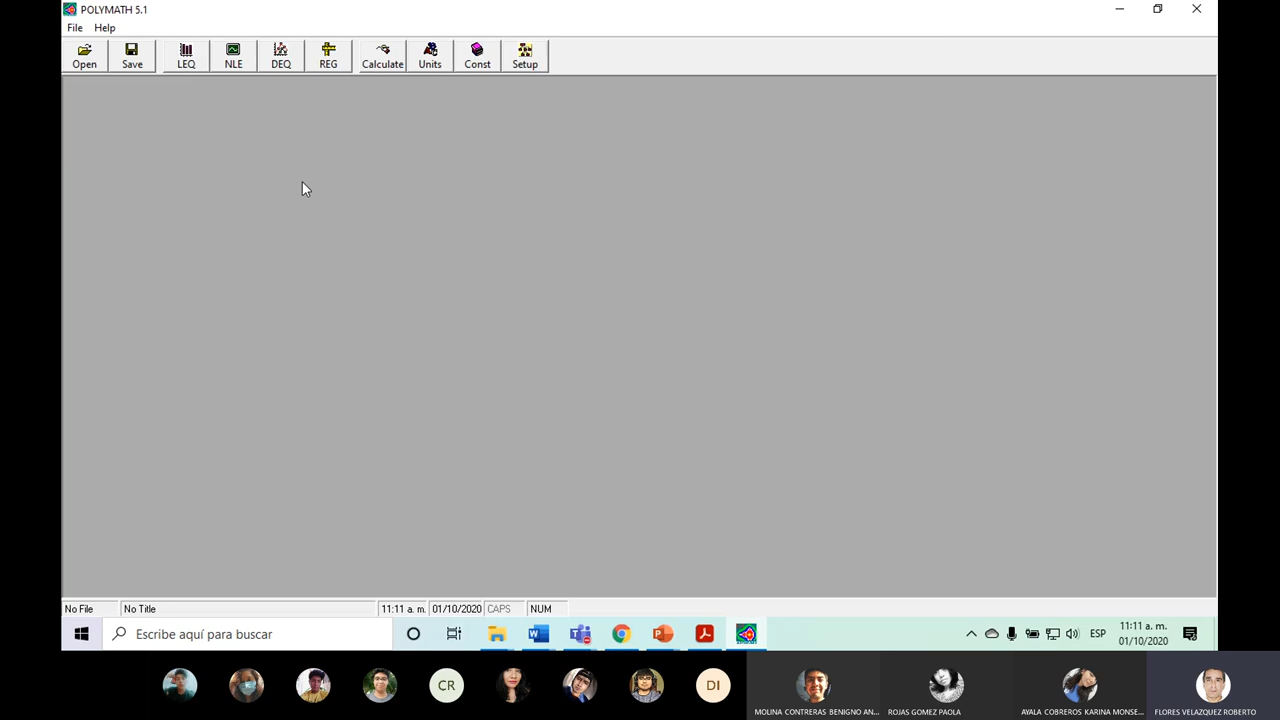 POLYMATH 5.1
File Help
Open Save LEQ NLE DEQ REG Calculate Units Const Setup
No File No Title 11:11 a. m. 01/10/2020 CAPS NUM
Escribe aquí para buscar
ESP
11:11 a. m.
01/10/2020
CR
DI
MOLINA CONTRERAS BENIGNO AN...
ROJAS GOMEZ PAOLA
AYALA COBREROS KARINA MONSE...
FLORES VELAZQUEZ ROBERTO